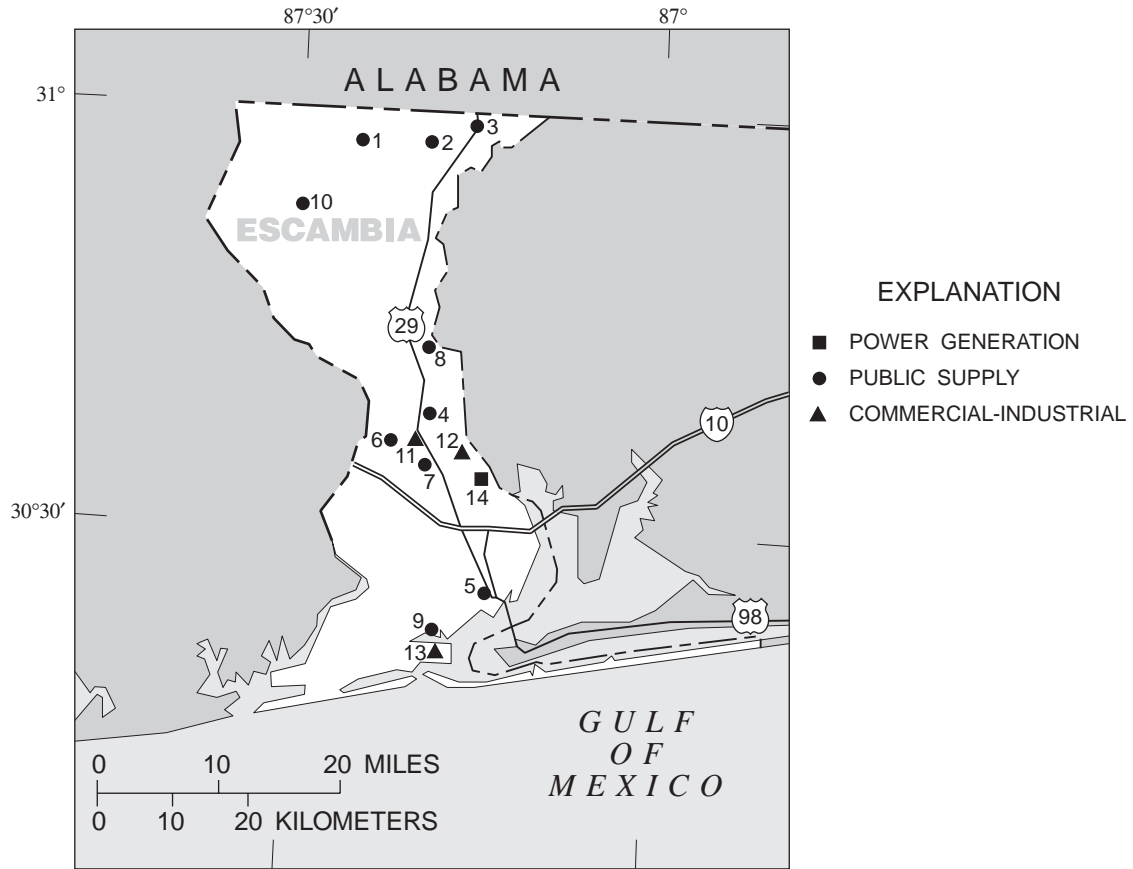 87°30′ 87°
ALABAMA
31°
3
1
2
10
ESCAMBIA
29
8
4
10
6
11
12
7
14
30°30′
5
9
98
13
GULF
OF
MEXICO
0 10 20 MILES
0 10 20 KILOMETERS
EXPLANATION
POWER GENERATION
PUBLIC SUPPLY
COMMERCIAL-INDUSTRIAL